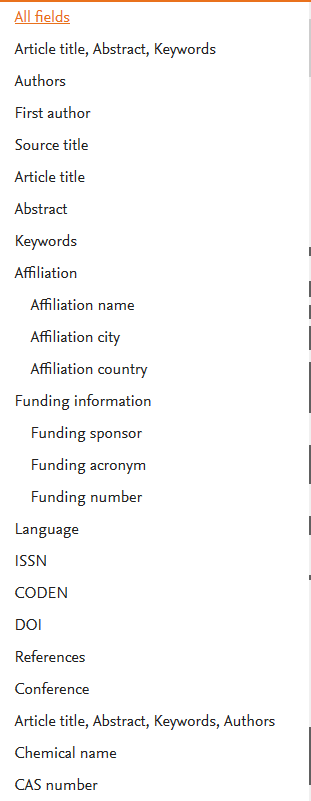 All fields
Article title, Abstract, Keywords
Authors
First author
Source title
Article title
Abstract
Keywords
Affiliation
Affiliation name
Affiliation city
Affiliation country
Funding information
Funding sponsor
Funding acronym
Funding number
Language
ISSN
CODEN
DOI
References
Conference
Article title, Abstract, Keywords, Authors
Chemical name
CAS number